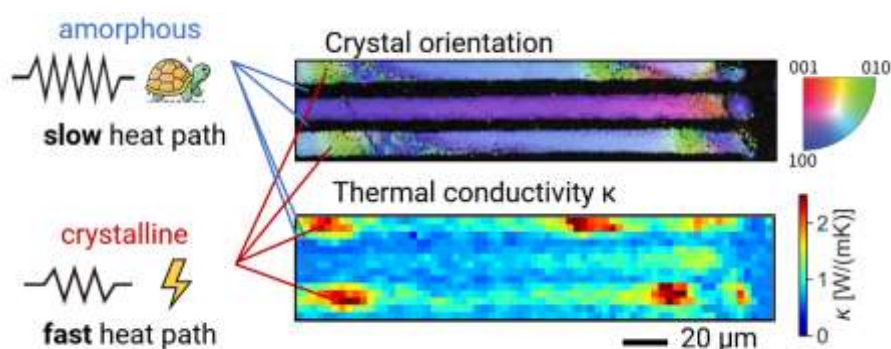 amorphous
slow heat path
crystalline
fast heat path
Crystal orientation
001
010
100
Thermal conductivity κ
2
1
0
κ [W/(mK)]
20 μm